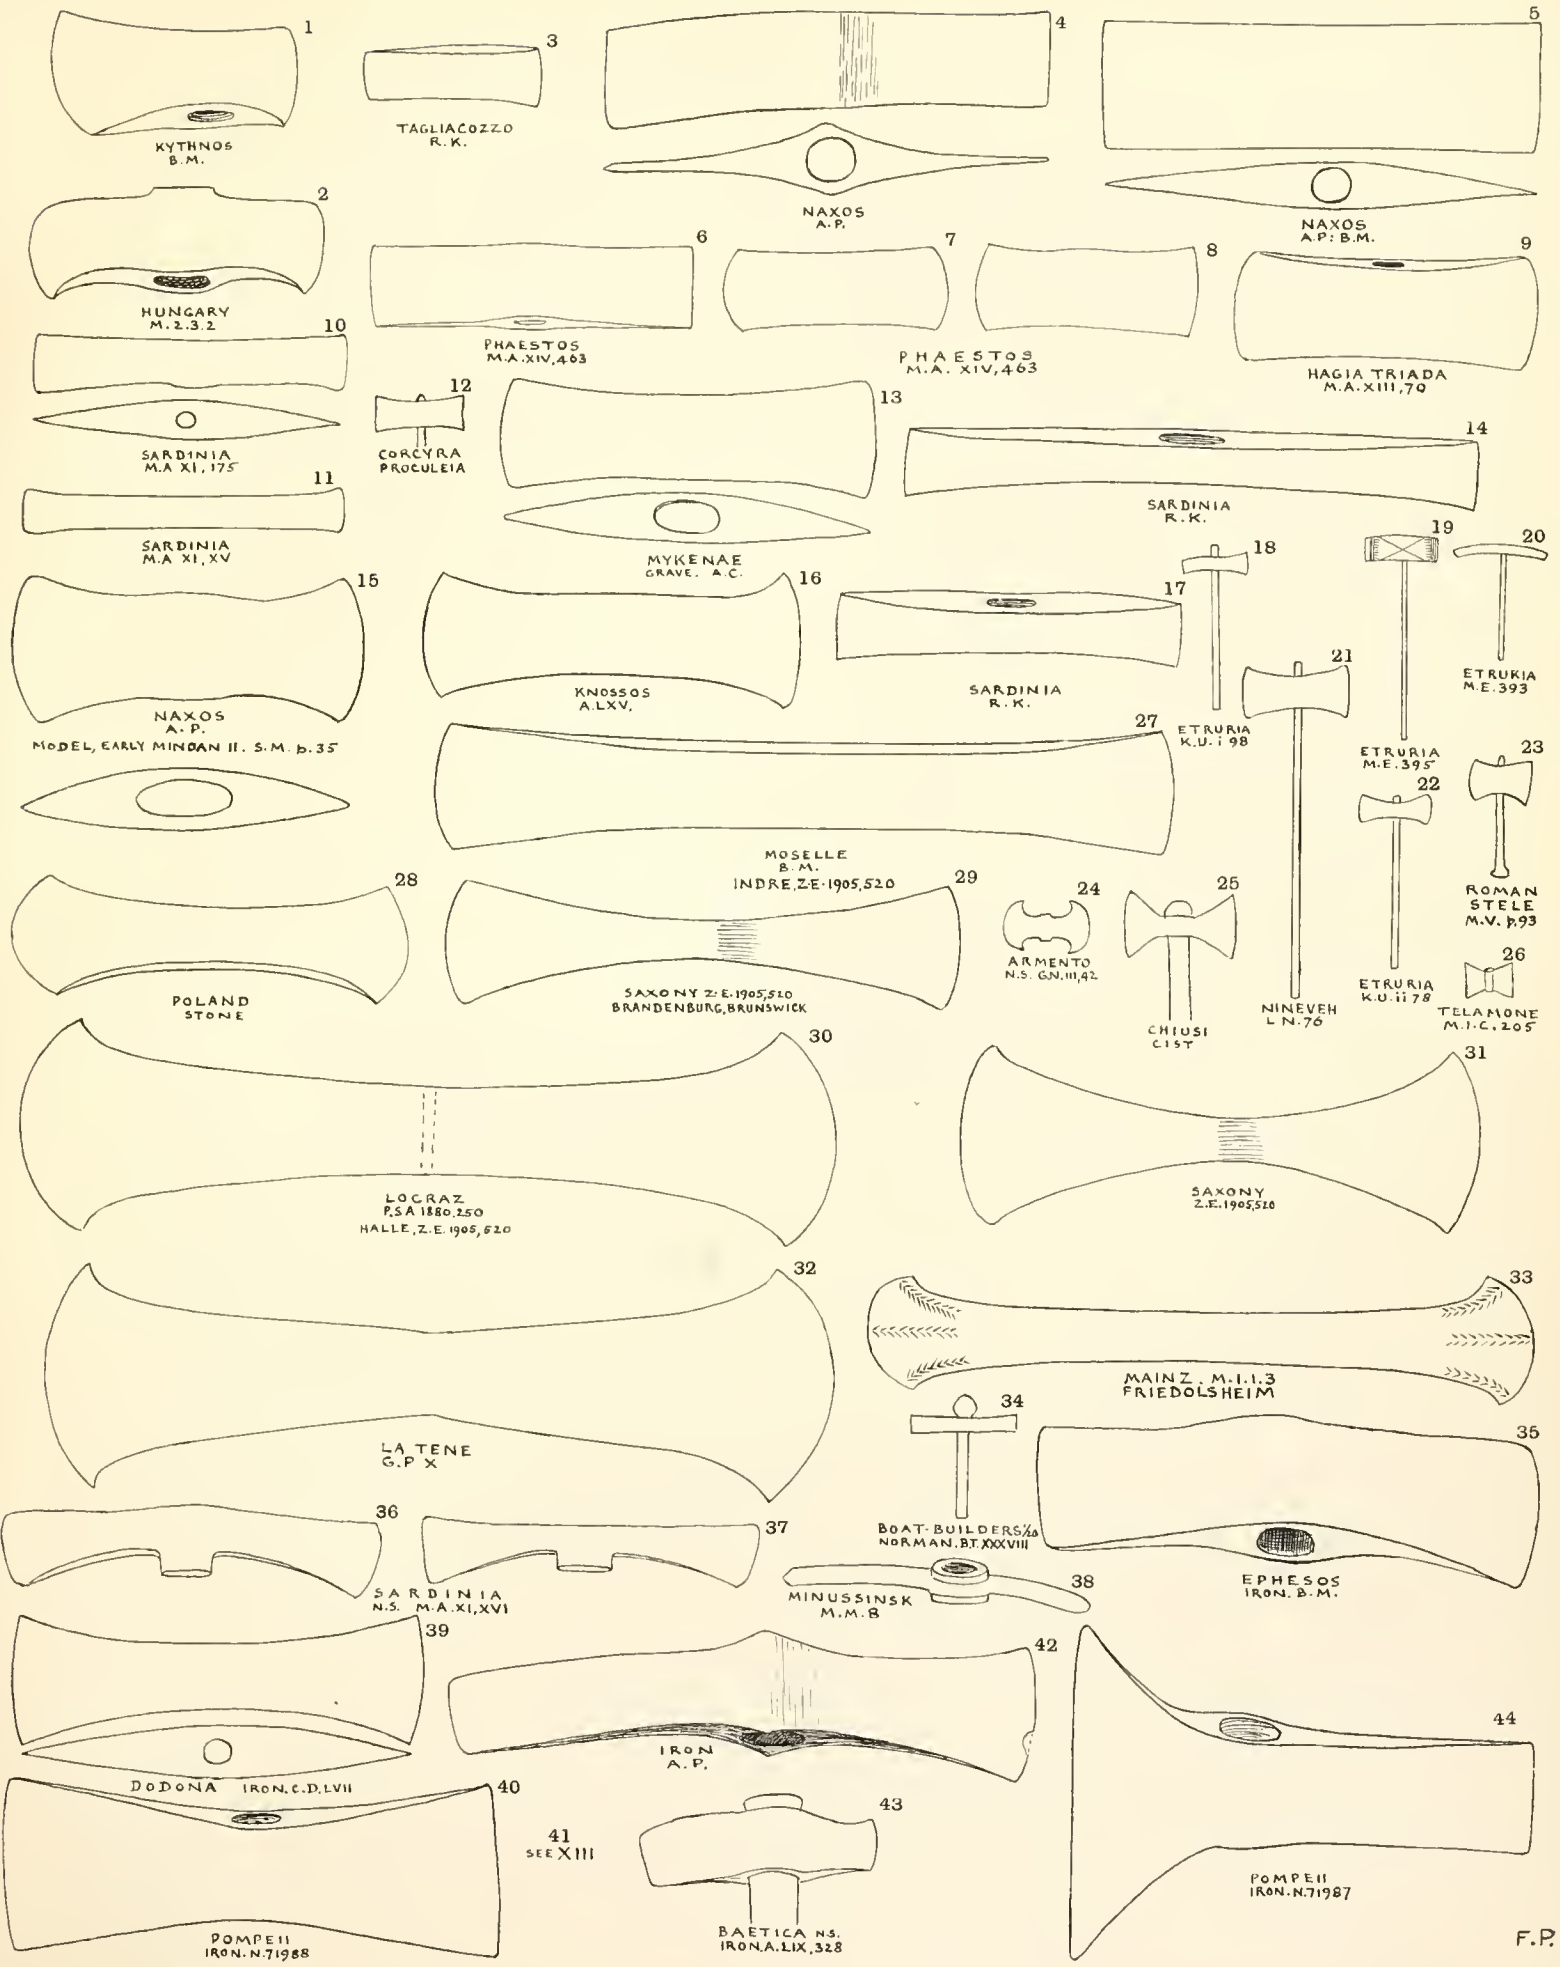 1
KYTHNOS
B.M.
2
HUNGARY
M.2.3.2
3
TAGLIACOZZO
R.K.
4
NAXOS
A.P.
5
NAXOS
A.P: B.M.
6
PHAESTOS
M.A.XIV,463
7
8
PHAESTOS
M.A. XIV,463
9
HAGIA TRIADA
M.A.XIII,70
10
SARDINIA
M.A XI,175
11
SARDINIA
M.A XI,XV
12
CORCYRA
PROCULEIA
13
MYKENAE
GRAVE. A.C.
14
SARDINIA
R.K.
15
NAXOS
A.P.
MODEL, EARLY MINOAN II. S.M. p.35
16
KNOSSOS
A.LXV.
17
SARDINIA
R.K.
18
ETRURIA
K.U.i 98
19
ETRURIA
M.E.395
20
ETRUKIA
M.E.393
21
NINEVEH
L N.76
22
ETRURIA
K.U.ii 78
23
ROMAN
STELE
M.V. p.93
24
ARMENTO
N.S. G.N.III,42
25
CHIUSI
CIST
26
TELAMONE
M.I.C.205
27
MOSELLE
B.M.
INDRE,Z.E.1905,520
28
POLAND
STONE
29
SAXONY Z.E.1905,520
BRANDENBURG,BRUNSWICK
30
LOCRAZ
P.S.A 1880,250
HALLE, Z.E. 1905, 520
31
SAXONY
Z.E.1905,520
32
LA TENE
G.P X
33
MAINZ. M.I.1.3
FRIEDOLSHEIM
34
BOAT-BUILDERS 1/20
NORMAN. B.T. XXXVIII
35
EPHESOS
IRON. B.M.
36
37
SARDINIA
N.S. M.A.XI,XVI
38
MINUSSINSK
M.M.8
39
DODONA IRON.C.D.LVII
40
POMPEII
IRON.N.71988
41
SEE XIII
42
IRON
A.P.
43
BAETICA N.S.
IRON.A.LIX,328
44
POMPEII
IRON.N.71987
F.P.